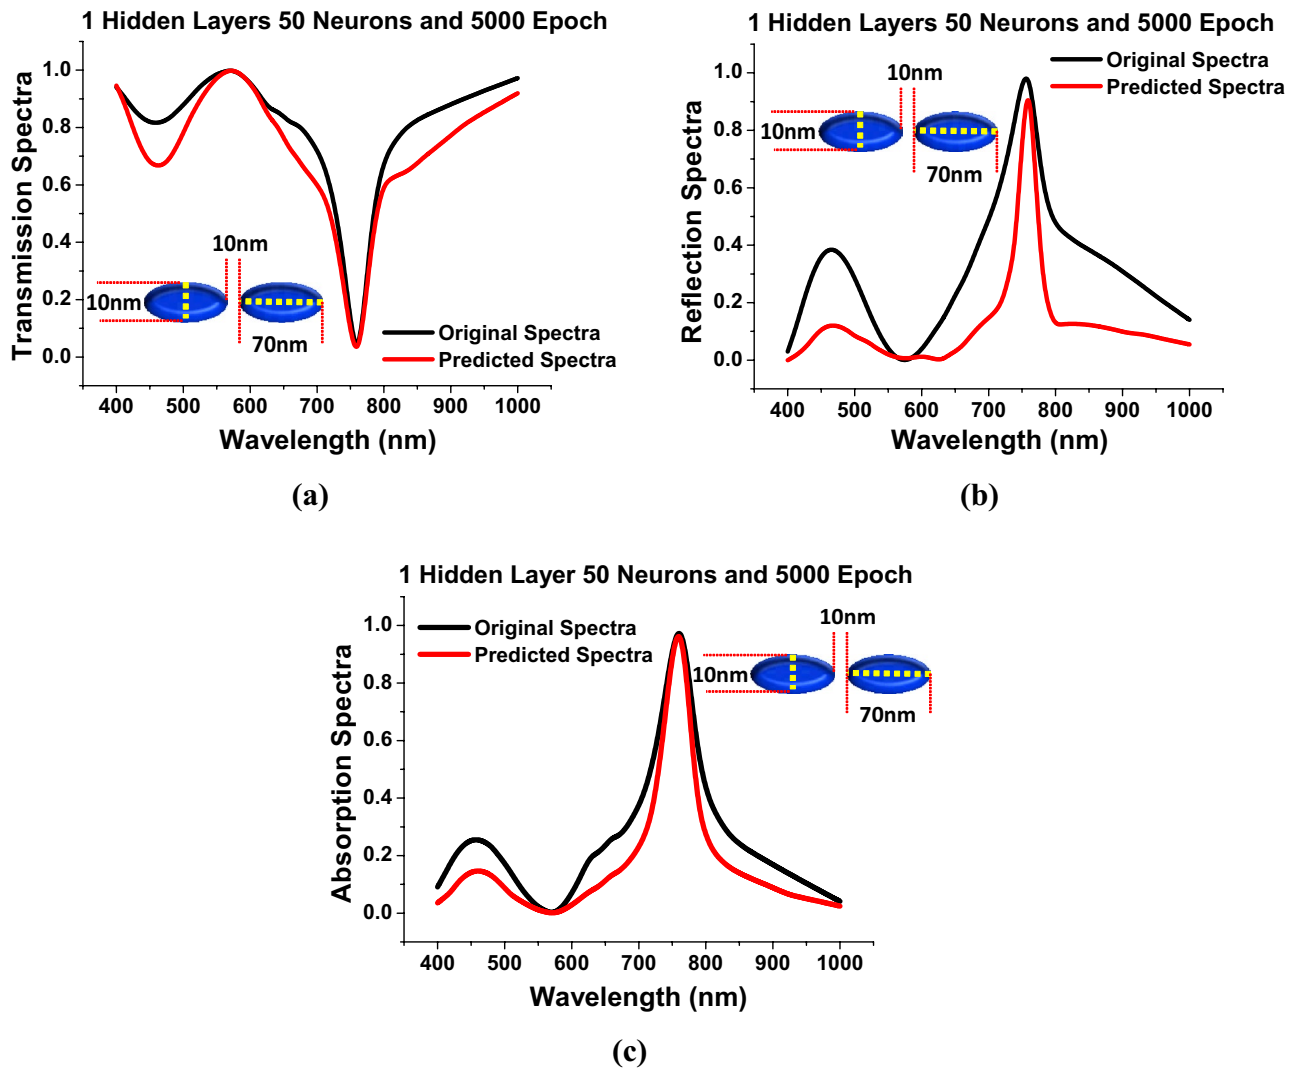 1 Hidden Layers 50 Neurons and 5000 Epoch
Transmission Spectra
1.0
0.8
0.6
0.4
0.2
0.0
10nm
10nm
70nm
Original Spectra
Predicted Spectra
400 500 600 700 800 900 1000
Wavelength (nm)
(a)
1 Hidden Layers 50 Neurons and 5000 Epoch
Reflection Spectra
1.0
0.8
0.6
0.4
0.2
0.0
Original Spectra
Predicted Spectra
10nm
10nm
70nm
400 500 600 700 800 900 1000
Wavelength (nm)
(b)
1 Hidden Layer 50 Neurons and 5000 Epoch
Absorption Spectra
1.0
0.8
0.6
0.4
0.2
0.0
Original Spectra
Predicted Spectra
10nm
10nm
70nm
400 500 600 700 800 900 1000
Wavelength (nm)
(c)